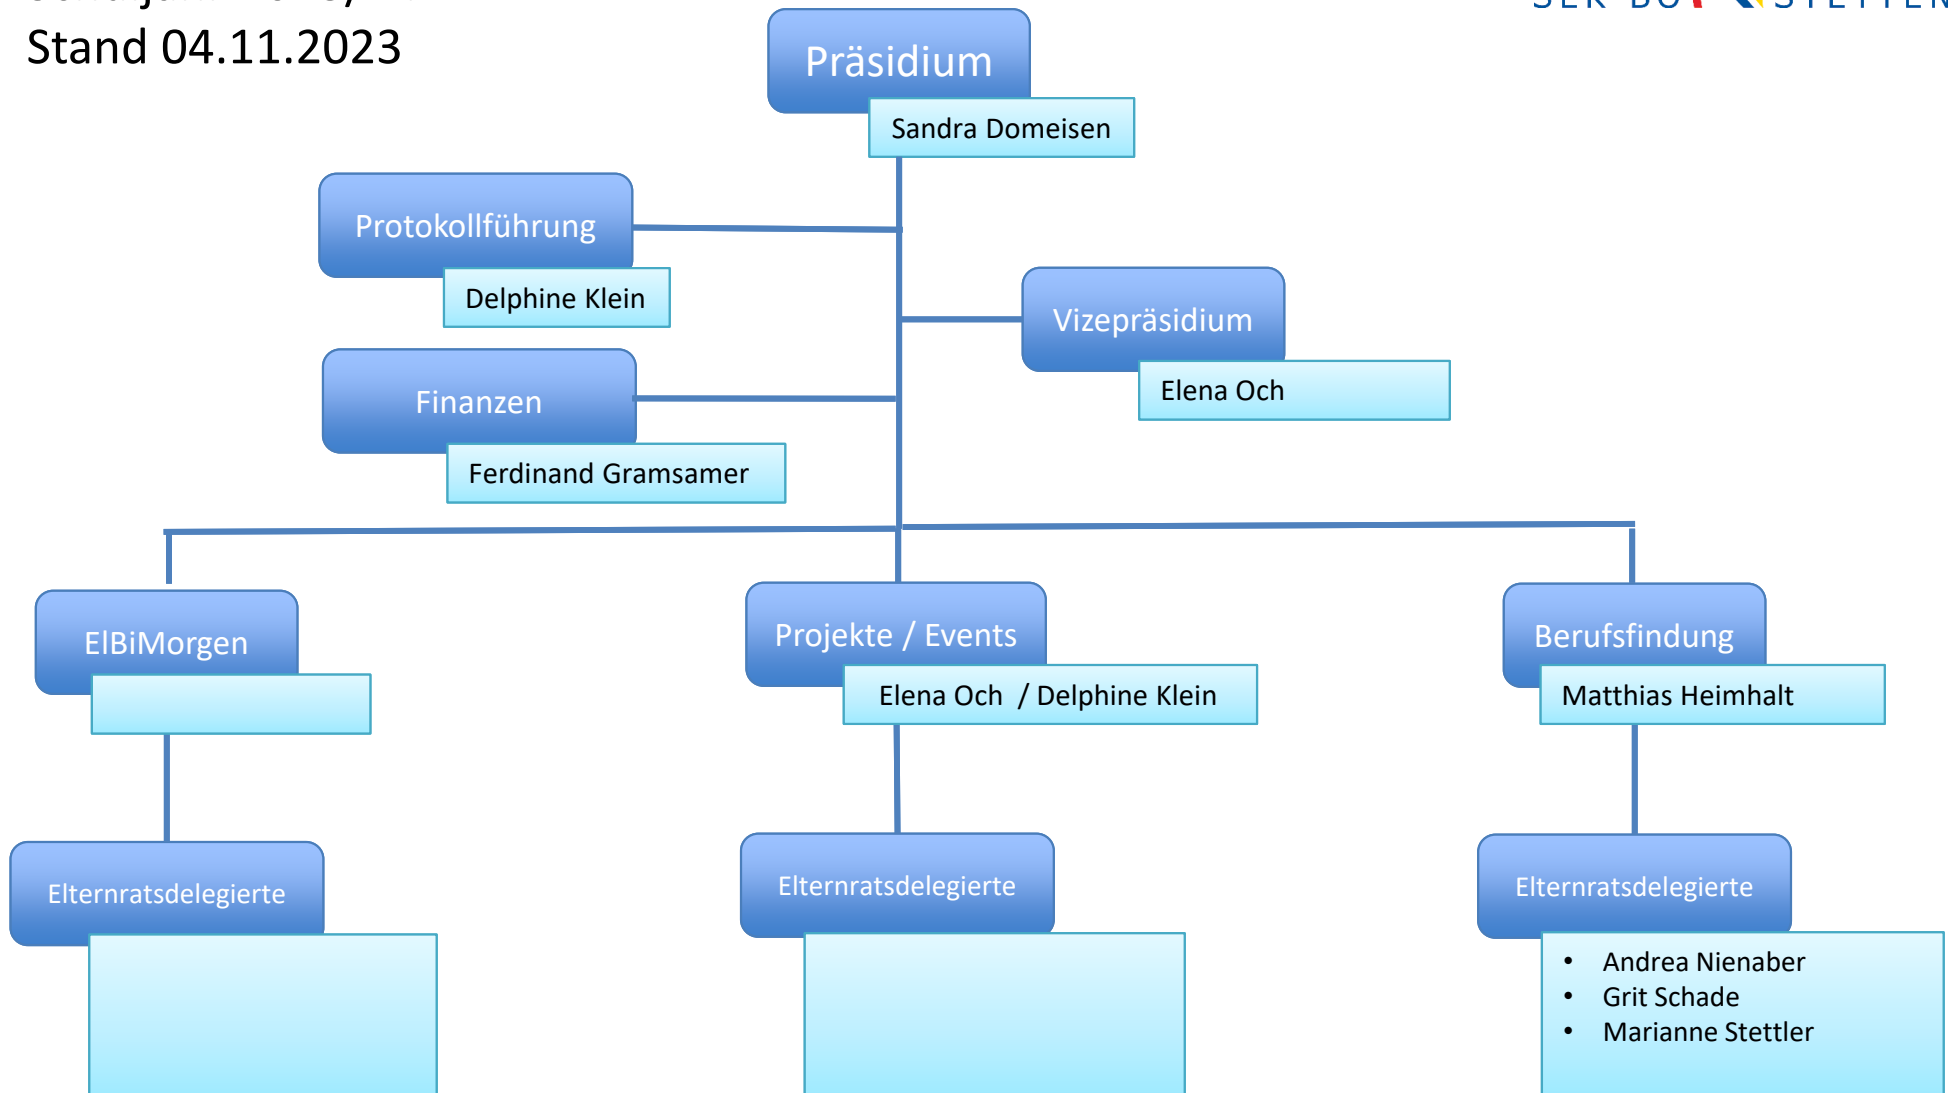 Stand 04.11.2023
Präsidium
Sandra Domeisen
Protokollführung
Delphine Klein
Vizepräsidium
Elena Och
Finanzen
Ferdinand Gramsamer
ElBiMorgen
Projekte / Events
Elena Och / Delphine Klein
Berufsfindung
Matthias Heimhalt
Elternratsdelegierte
Elternratsdelegierte
Elternratsdelegierte
• Andrea Nienaber
• Grit Schade
• Marianne Stettler